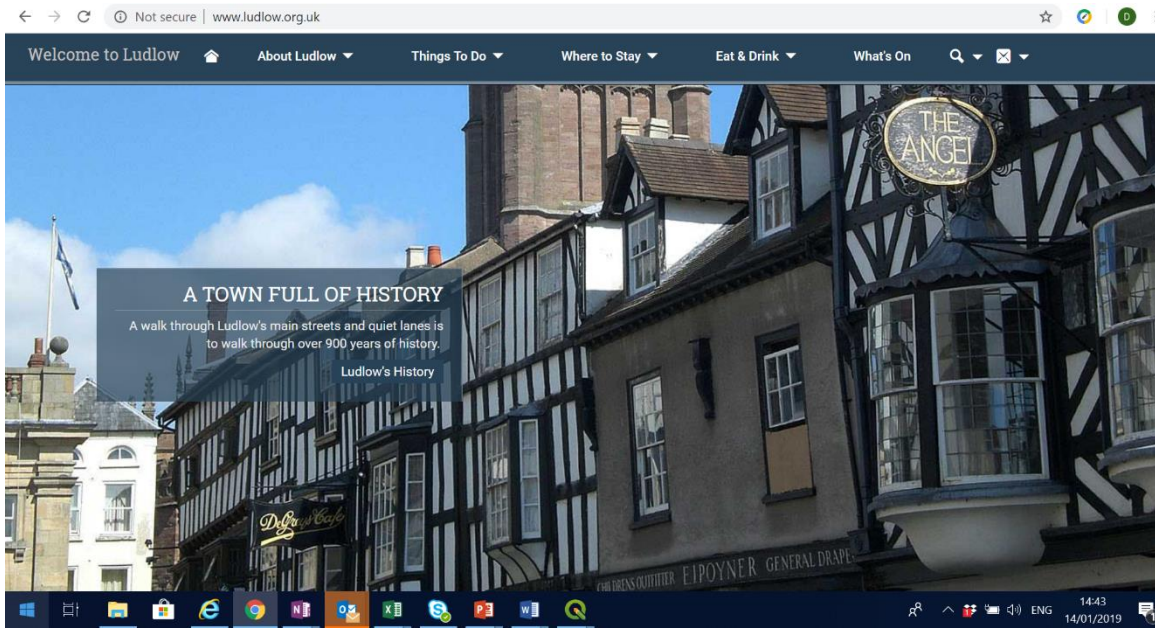 Not secure | www.ludlow.org.uk
D
Welcome to Ludlow About Ludlow Things To Do Where to Stay Eat & Drink What's On
THE
ANGEL
A TOWN FULL OF HISTORY
A walk through Ludlow's main streets and quiet lanes is
to walk through over 900 years of history.
Ludlow's History
DeGreys Cafe
CHILDRENS OUTFITTER E I POYNER GENERAL DRAPE
ENG
14:43
14/01/2019